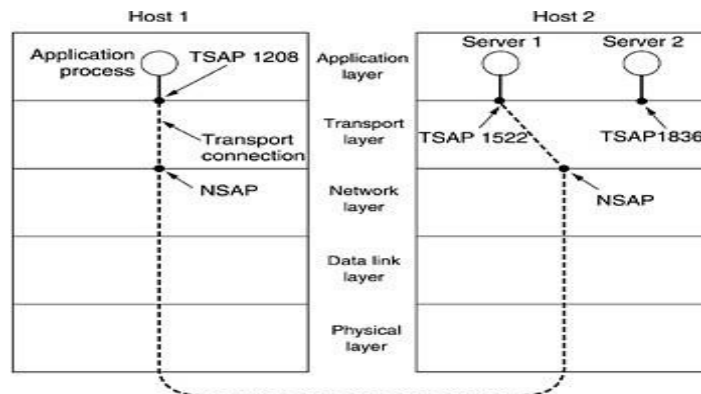 Host 1
Host 2
Application
process
TSAP 1208
Application
layer
Server 1
Server 2
Transport
connection
Transport
layer
TSAP 1522
TSAP1836
NSAP
Network
layer
NSAP
Data link
layer
Physical
layer